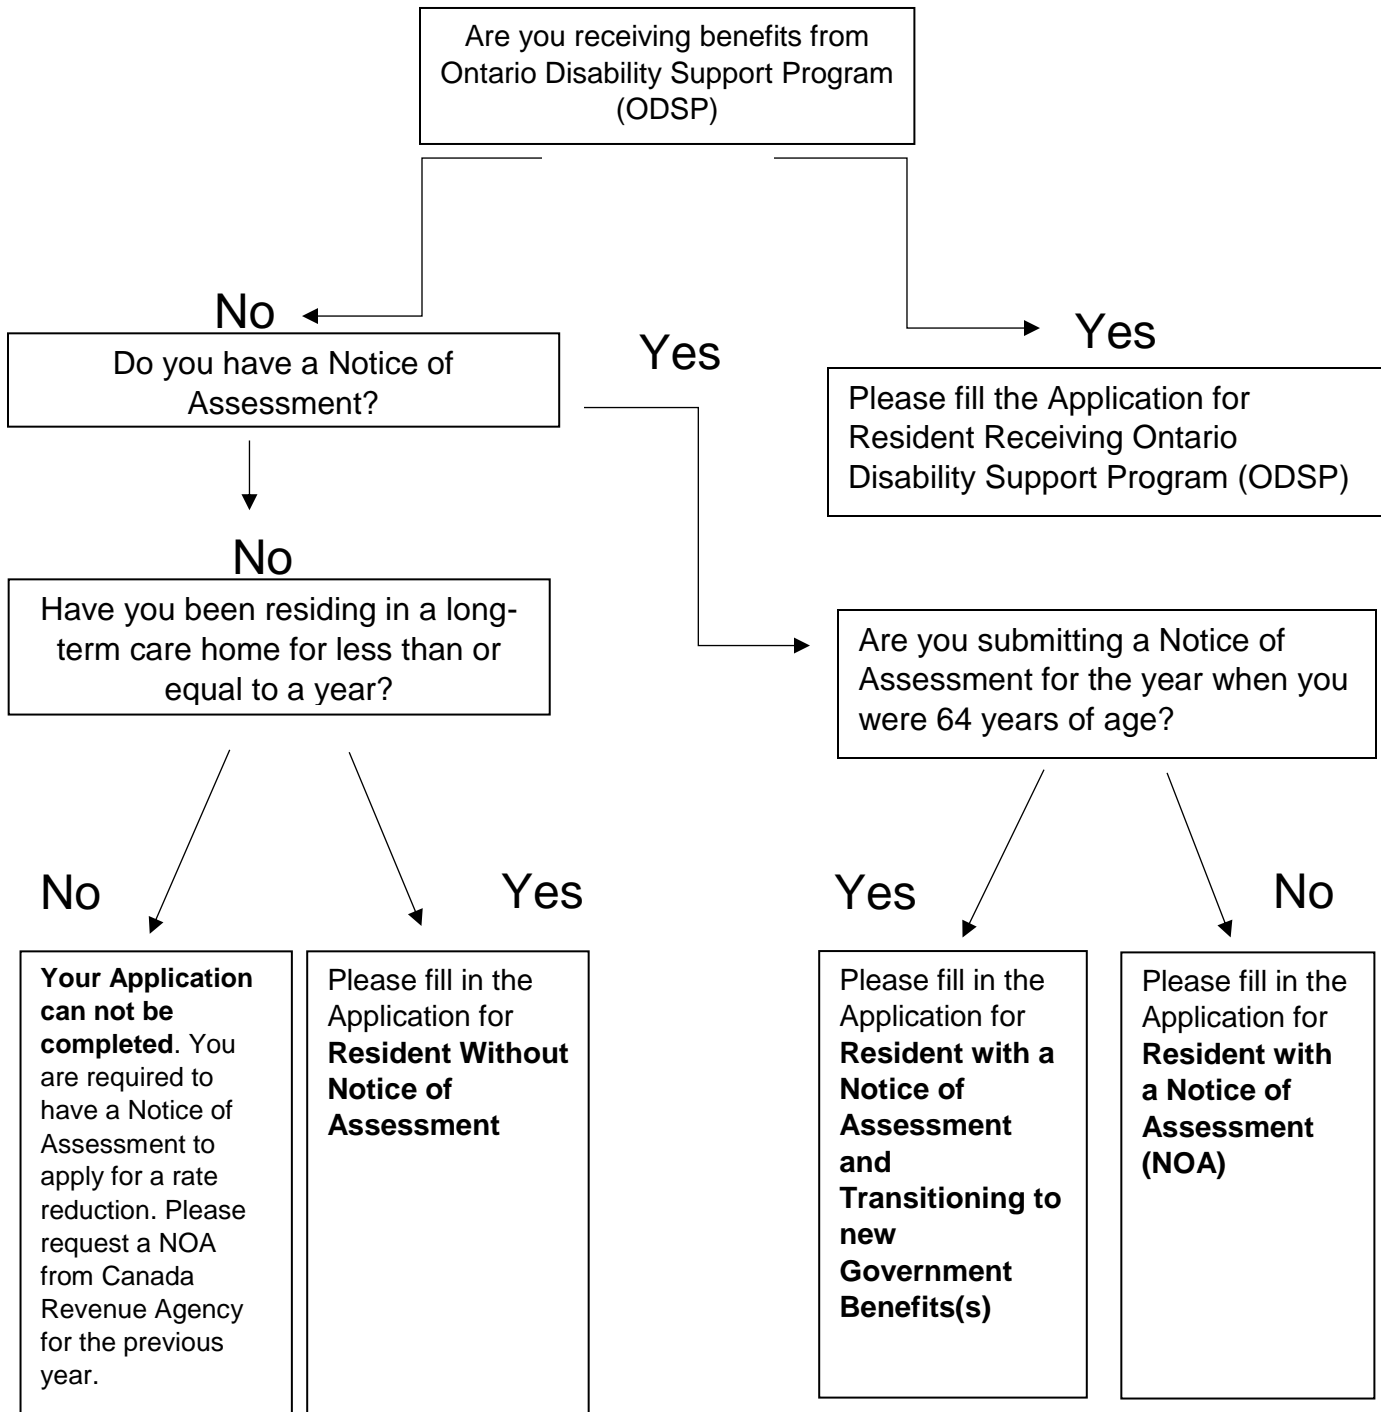 Are you receiving benefits from
Ontario Disability Support Program
(ODSP)
No
Yes
Yes
Do you have a Notice of
Assessment?
Please fill the Application for
Resident Receiving Ontario
Disability Support Program (ODSP)
No
Have you been residing in a long-
term care home for less than or
equal to a year?
Are you submitting a Notice of
Assessment for the year when you
were 64 years of age?
No
Yes
Yes
No
Your Application
can not be
completed. You
are required to
have a Notice of
Assessment to
apply for a rate
reduction. Please
request a NOA
from Canada
Revenue Agency
for the previous
year.
Please fill in the
Application for
Resident Without
Notice of
Assessment
Please fill in the
Application for
Resident with a
Notice of
Assessment
and
Transitioning to
new
Government
Benefits(s)
Please fill in the
Application for
Resident with
a Notice of
Assessment
(NOA)